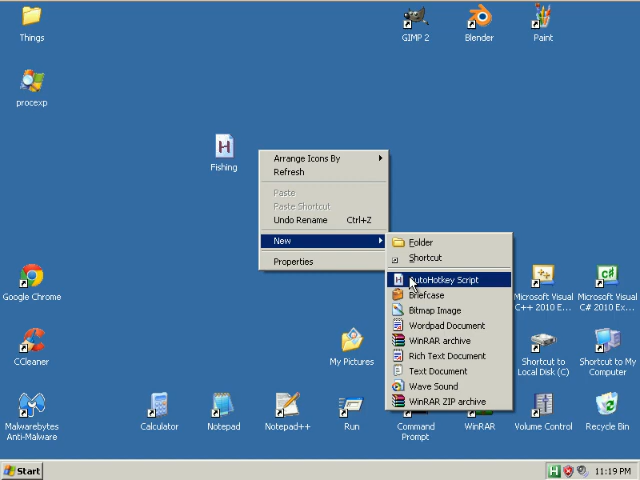 Things
GIMP 2
Blender
Paint
procexp
Fishing
Arrange Icons By
Refresh
Paste
Paste Shortcut
Undo Rename Ctrl+Z
New
Properties
Folder
Shortcut
AutoHotkey Script
Briefcase
Bitmap Image
Wordpad Document
WinRAR archive
Rich Text Document
Text Document
Wave Sound
WinRAR ZIP archive
Google Chrome
Microsoft Visual
C++ 2010 E...
Microsoft Visual
C# 2010 Ex...
CCleaner
My Pictures
Shortcut to
Local Disk (C)
Shortcut to My
Computer
Malwarebytes
Anti-Malware
Calculator
Notepad
Notepad++
Run
Command
Prompt
WinRAR
Volume Control
Recycle Bin
Start
11:19 PM